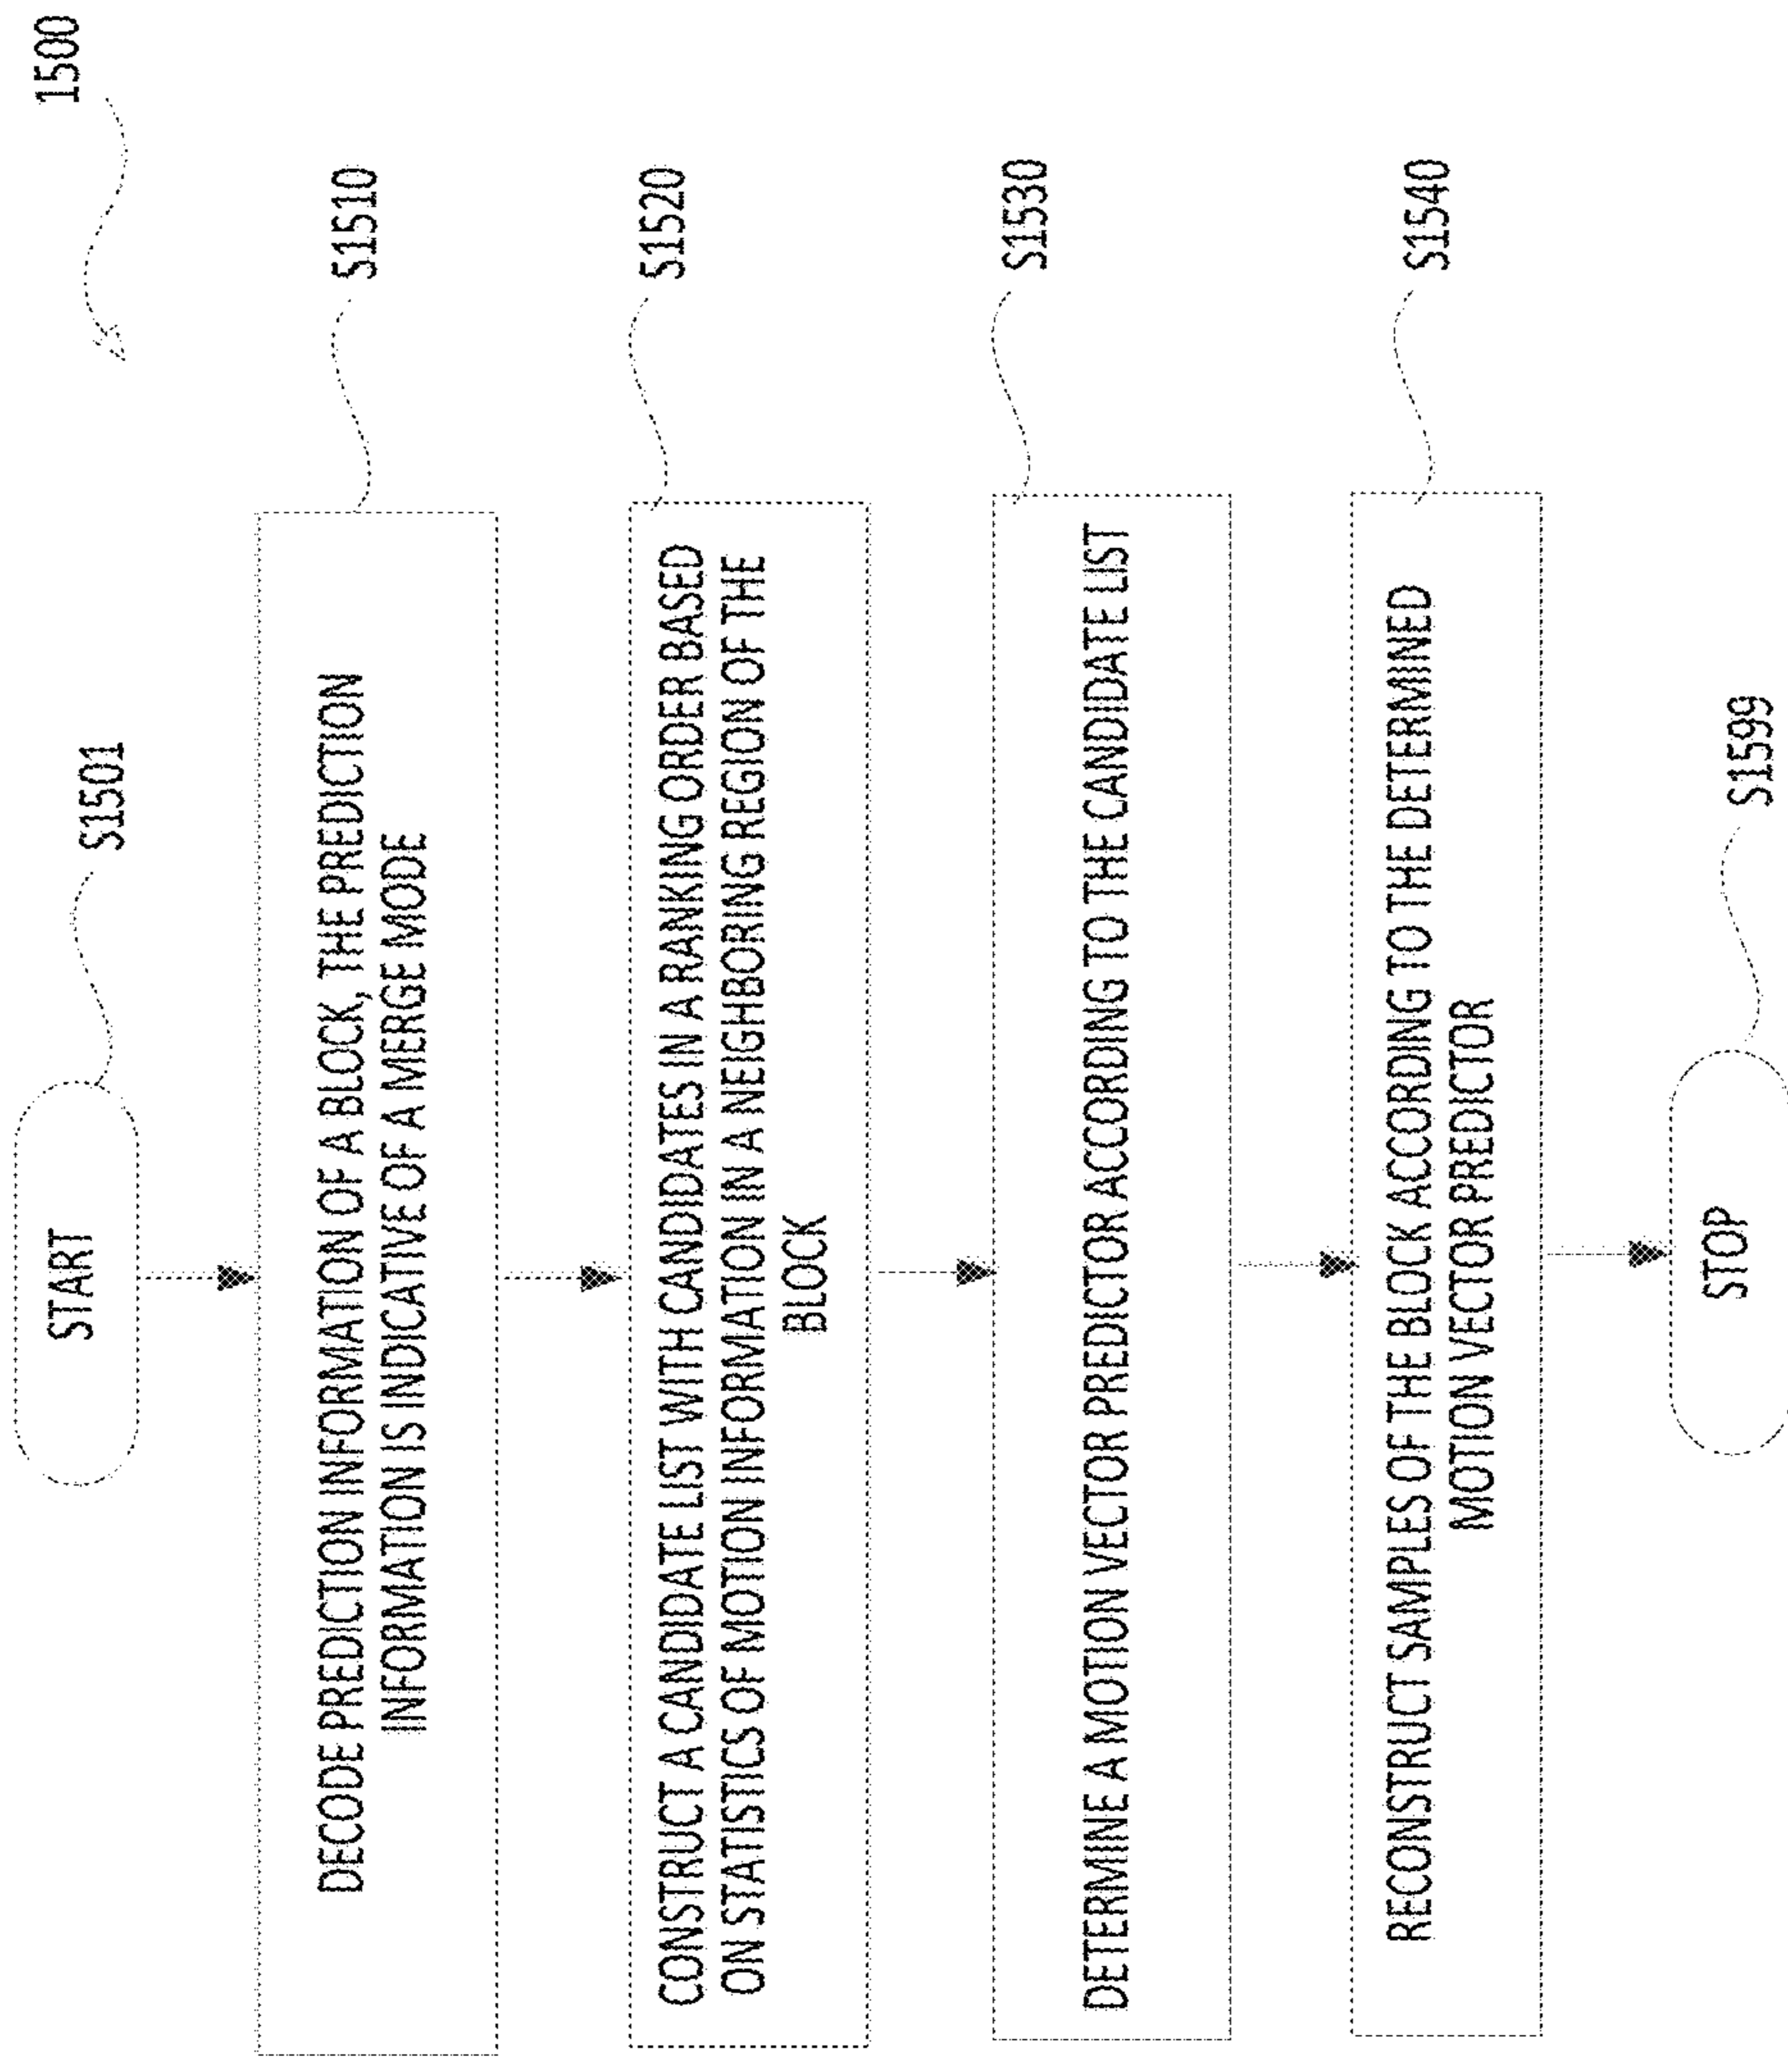 1500
START
S1501
DECODE PREDICTION INFORMATION OF A BLOCK, THE PREDICTION
INFORMATION IS INDICATIVE OF A MERGE MODE
S1510
CONSTRUCT A CANDIDATE LIST WITH CANDIDATES IN A RANKING ORDER BASED
ON STATISTICS OF MOTION INFORMATION IN A NEIGHBORING REGION OF THE
BLOCK
S1520
DETERMINE A MOTION VECTOR PREDICTOR ACCORDING TO THE CANDIDATE LIST
S1530
RECONSTRUCT SAMPLES OF THE BLOCK ACCORDING TO THE DETERMINED
MOTION VECTOR PREDICTOR
S1540
STOP
S1599